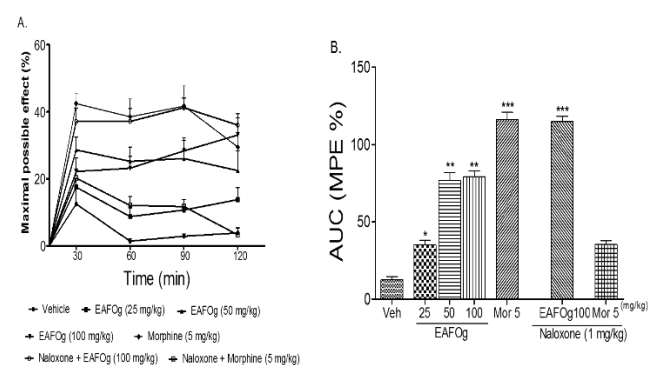 A.
Maximal possible effect (%)
60
40
20
0
30 60 90 120
Time (min)
Vehicle EAFOg (25 mg/kg) EAFOg (50 mg/kg)
EAFOg (100 mg/kg) Morphine (5 mg/kg)
Naloxone + EAFOg (100 mg/kg) Naloxone + Morphine (5 mg/kg)
B.
AUC (MPE %)
150
100
50
0
* ** ** *** ***
Veh 25 50 100 Mor 5 EAFOg100 Mor 5 (mg/kg)
EAFOg Naloxone (1 mg/kg)